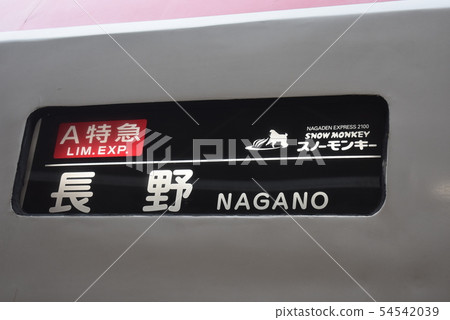 A特急
LIM.EXP.
NAGADEN EXPRESS 2100
SNOW MONKEY
スノーモンキー
長野 NAGANO
54542039